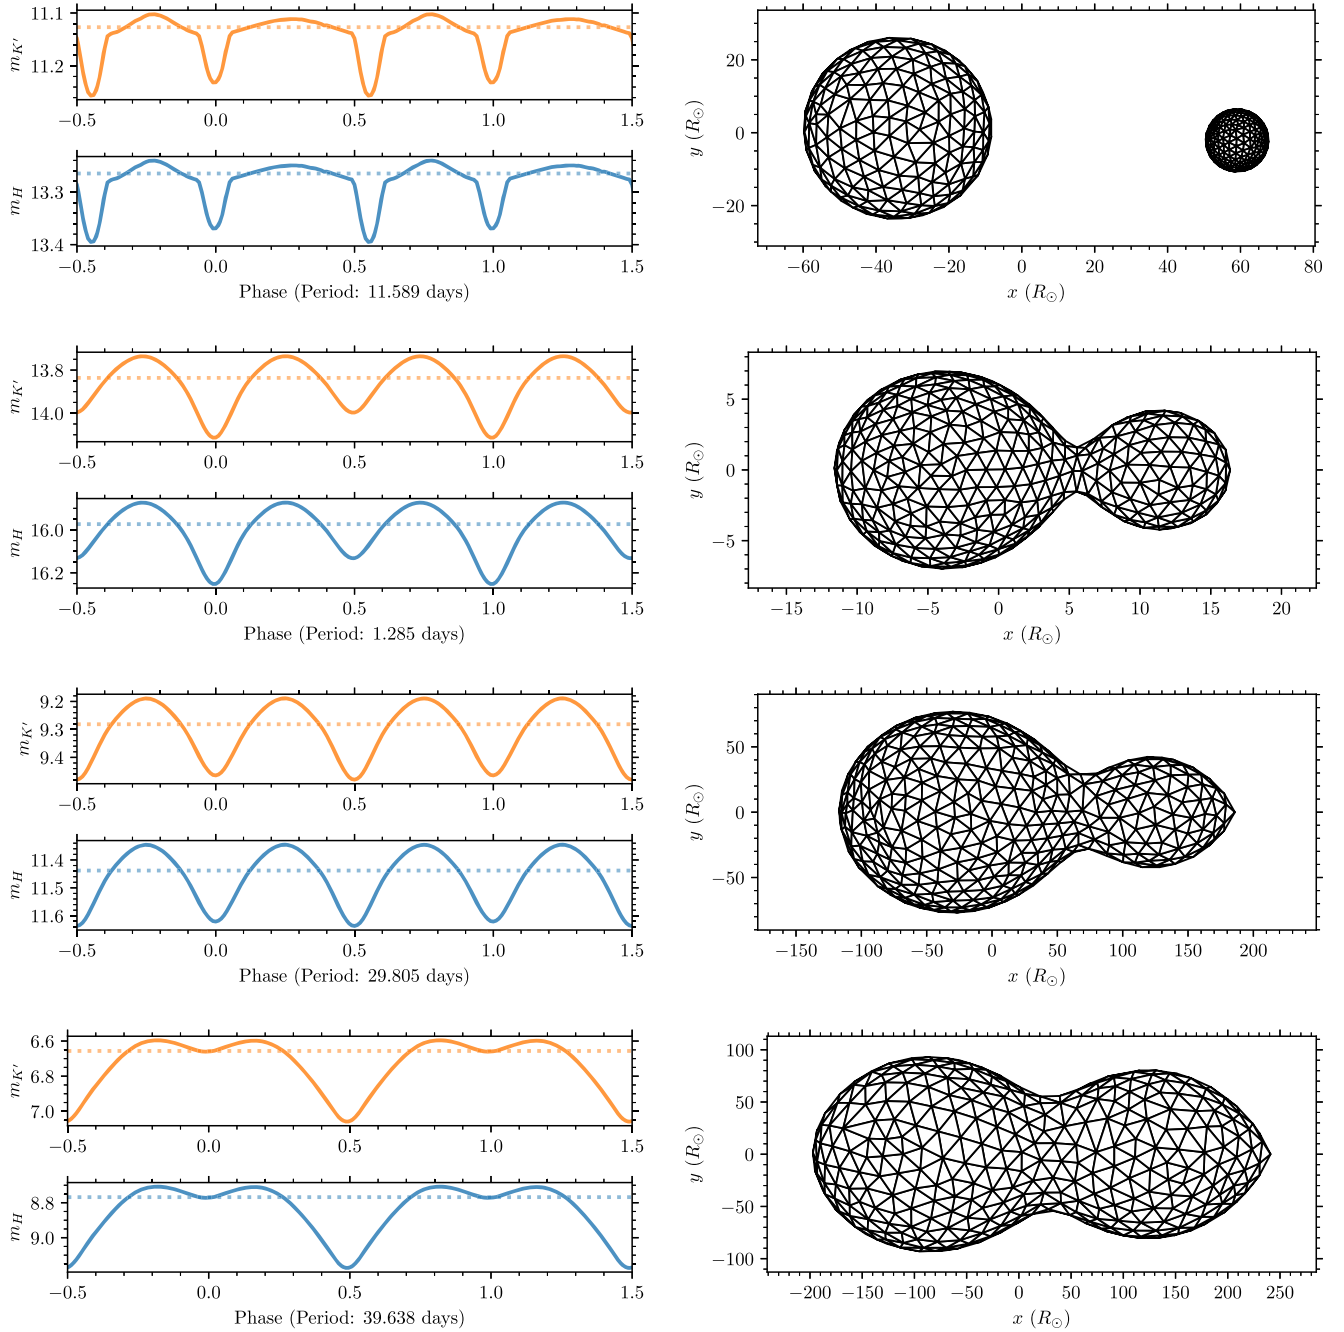 11.1
11.2
m_{K'}
−0.5 0.0 0.5 1.0 1.5
13.3
13.4
m_H
−0.5 0.0 0.5 1.0 1.5
Phase (Period: 11.589 days)
20
0
−20
y (R_⊙)
−60 −40 −20 0 20 40 60 80
x (R_⊙)
13.8
14.0
m_{K'}
−0.5 0.0 0.5 1.0 1.5
16.0
16.2
m_H
−0.5 0.0 0.5 1.0 1.5
Phase (Period: 1.285 days)
5
0
−5
y (R_⊙)
−15 −10 −5 0 5 10 15 20
x (R_⊙)
9.2
9.3
9.4
m_{K'}
−0.5 0.0 0.5 1.0 1.5
11.4
11.5
11.6
m_H
−0.5 0.0 0.5 1.0 1.5
Phase (Period: 29.805 days)
50
0
−50
y (R_⊙)
−150 −100 −50 0 50 100 150 200
x (R_⊙)
6.6
6.8
7.0
m_{K'}
−0.5 0.0 0.5 1.0 1.5
8.8
9.0
m_H
−0.5 0.0 0.5 1.0 1.5
Phase (Period: 39.638 days)
100
50
0
−50
−100
y (R_⊙)
−200 −150 −100 −50 0 50 100 150 200 250
x (R_⊙)